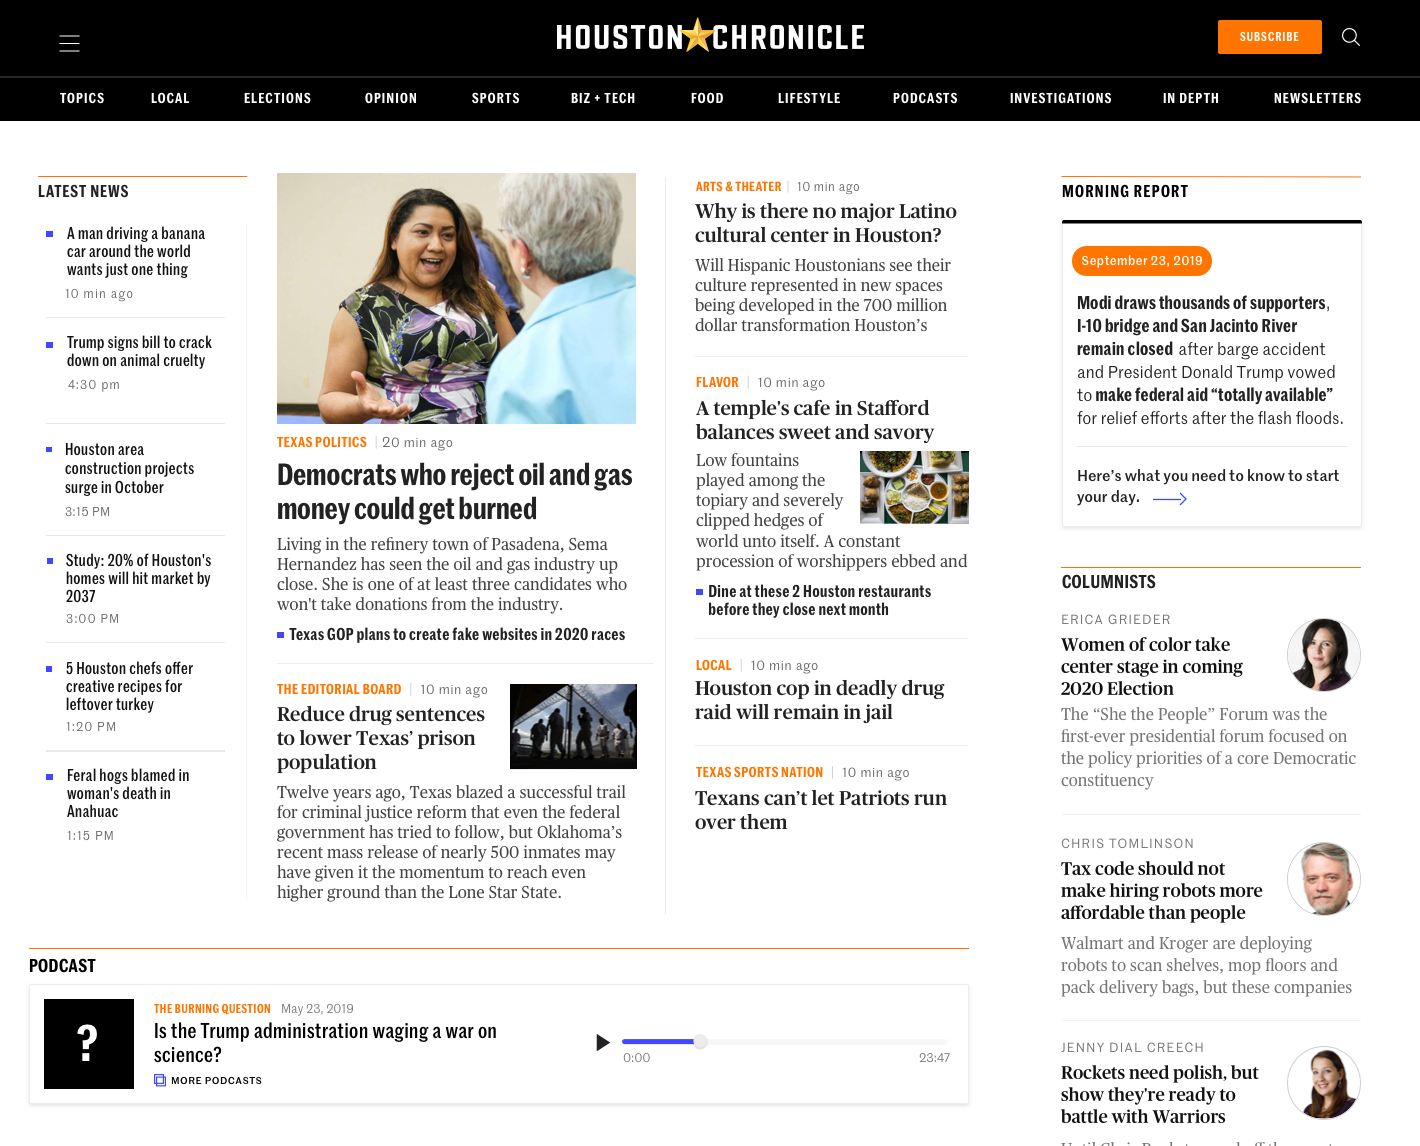 HOUSTON CHRONICLE
SUBSCRIBE
TOPICS LOCAL ELECTIONS OPINION SPORTS BIZ + TECH FOOD LIFESTYLE PODCASTS INVESTIGATIONS IN DEPTH NEWSLETTERS
LATEST NEWS
A man driving a banana
car around the world
wants just one thing
10 min ago
Trump signs bill to crack
down on animal cruelty
4:30 pm
Houston area
construction projects
surge in October
3:15 PM
Study: 20% of Houston's
homes will hit market by
2037
3:00 PM
5 Houston chefs offer
creative recipes for
leftover turkey
1:20 PM
Feral hogs blamed in
woman's death in
Anahuac
1:15 PM
TEXAS POLITICS | 20 min ago
Democrats who reject oil and gas
money could get burned
Living in the refinery town of Pasadena, Sema
Hernandez has seen the oil and gas industry up
close. She is one of at least three candidates who
won't take donations from the industry.
Texas GOP plans to create fake websites in 2020 races
THE EDITORIAL BOARD | 10 min ago
Reduce drug sentences
to lower Texas’ prison
population
Twelve years ago, Texas blazed a successful trail
for criminal justice reform that even the federal
government has tried to follow, but Oklahoma’s
recent mass release of nearly 500 inmates may
have given it the momentum to reach even
higher ground than the Lone Star State.
ARTS & THEATER | 10 min ago
Why is there no major Latino
cultural center in Houston?
Will Hispanic Houstonians see their
culture represented in new spaces
being developed in the 700 million
dollar transformation Houston’s
FLAVOR | 10 min ago
A temple's cafe in Stafford
balances sweet and savory
Low fountains
played among the
topiary and severely
clipped hedges of
world unto itself. A constant
procession of worshippers ebbed and
Dine at these 2 Houston restaurants
before they close next month
LOCAL | 10 min ago
Houston cop in deadly drug
raid will remain in jail
TEXAS SPORTS NATION | 10 min ago
Texans can’t let Patriots run
over them
MORNING REPORT
September 23, 2019
Modi draws thousands of supporters,
I-10 bridge and San Jacinto River
remain closed after barge accident
and President Donald Trump vowed
to make federal aid “totally available”
for relief efforts after the flash floods.
Here’s what you need to know to start
your day.
COLUMNISTS
ERICA GRIEDER
Women of color take
center stage in coming
2020 Election
The “She the People” Forum was the
first-ever presidential forum focused on
the policy priorities of a core Democratic
constituency
CHRIS TOMLINSON
Tax code should not
make hiring robots more
affordable than people
Walmart and Kroger are deploying
robots to scan shelves, mop floors and
pack delivery bags, but these companies
JENNY DIAL CREECH
Rockets need polish, but
show they're ready to
battle with Warriors
PODCAST
?
THE BURNING QUESTION May 23, 2019
Is the Trump administration waging a war on
science?
MORE PODCASTS
0:00
23:47